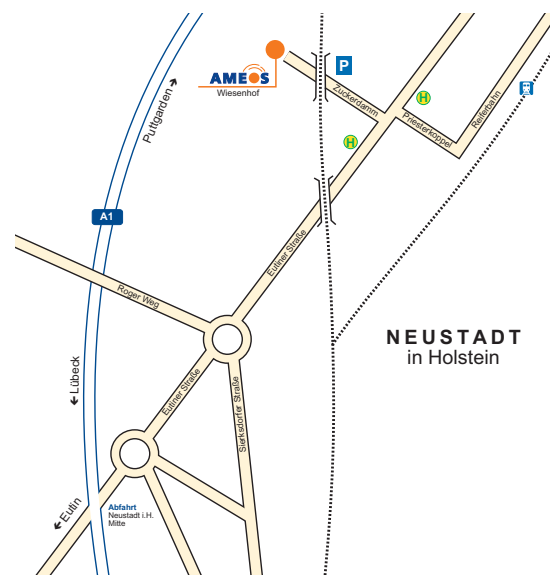 AMEOS
Wiesenhof
P
Zuckerdamm
H
Priesterkoppel
Reiferbahn
H
Puttgarden
A1
Eutiner Straße
Roger Weg
NEUSTADT
in Holstein
Lübeck
Eutiner Straße
Sierksdorfer Straße
Eutin
Abfahrt
Neustadt i.H.
Mitte